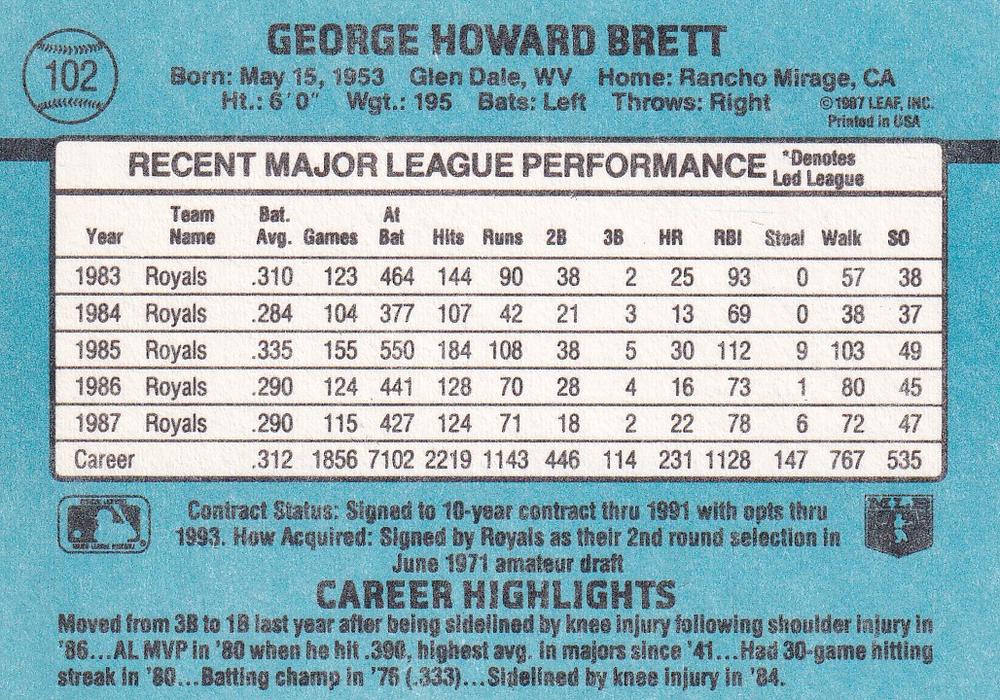 102
GEORGE HOWARD BRETT
Born: May 15, 1953 Glen Dale, WV Home: Rancho Mirage, CA
Ht.: 6'0" Wgt.: 195 Bats: Left Throws: Right
©1987 LEAF, INC.
Printed in USA
RECENT MAJOR LEAGUE PERFORMANCE *Denotes Led League
Year Team Name Bat. Avg. Games At Bat Hits Runs 2B 3B HR RBI Steal Walk SO
1983 Royals .310 123 464 144 90 38 2 25 93 0 57 38
1984 Royals .284 104 377 107 42 21 3 13 69 0 38 37
1985 Royals .335 155 550 184 108 38 5 30 112 9 103 49
1986 Royals .290 124 441 128 70 28 4 16 73 1 80 45
1987 Royals .290 115 427 124 71 18 2 22 78 6 72 47
Career .312 1856 7102 2219 1143 446 114 231 1128 147 767 535
Contract Status: Signed to 10-year contract thru 1991 with opts thru
1993. How Acquired: Signed by Royals as their 2nd round selection in
June 1971 amateur draft
CAREER HIGHLIGHTS
Moved from 3B to 1B last year after being sidelined by knee injury following shoulder injury in
'86...AL MVP in '80 when he hit .390, highest avg. in majors since '41...Had 30-game hitting
streak in '80...Batting champ in '76 (.333)...Sidelined by knee injury in '84.